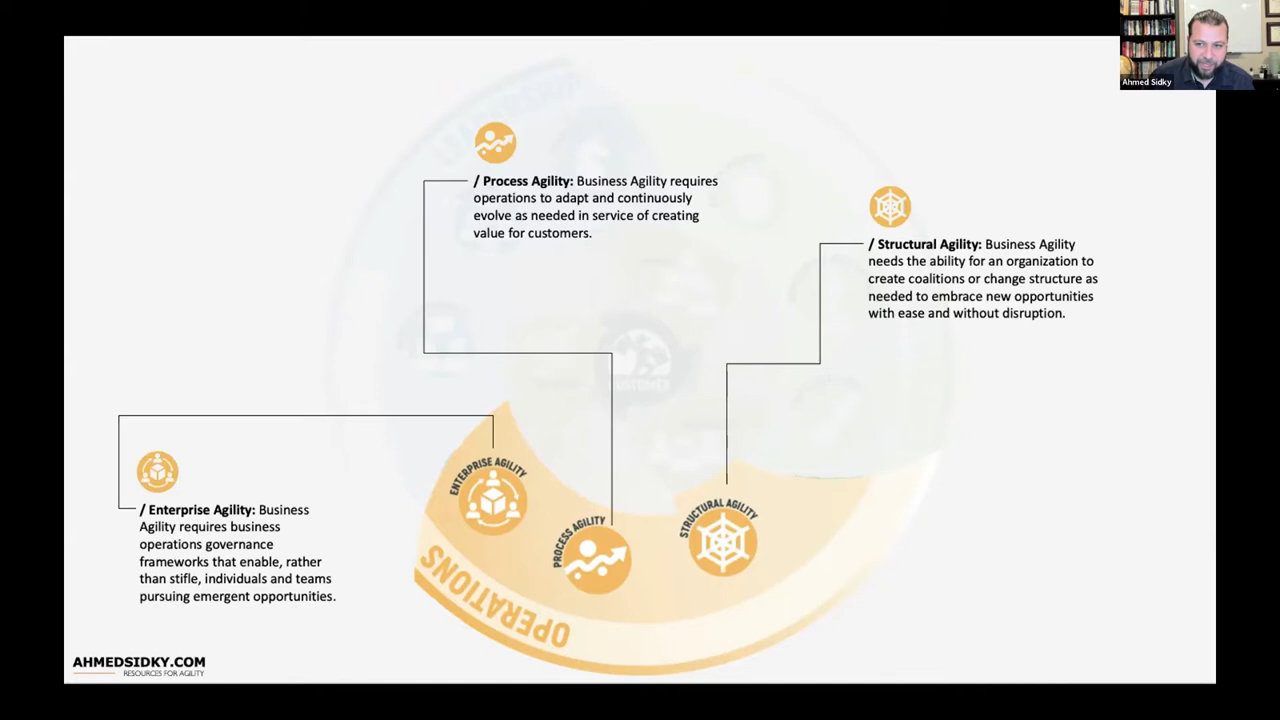 Ahmed Sidky
/ Process Agility: Business Agility requires
operations to adapt and continuously
evolve as needed in service of creating
value for customers.
/ Structural Agility: Business Agility
needs the ability for an organization to
create coalitions or change structure as
needed to embrace new opportunities
with ease and without disruption.
/ Enterprise Agility: Business
Agility requires business
operations governance
frameworks that enable, rather
than stifle, individuals and teams
pursuing emergent opportunities.
ENTERPRISE AGILITY
PROCESS AGILITY
STRUCTURAL AGILITY
OPERATIONS
AHMEDSIDKY.COM
RESOURCES FOR AGILITY